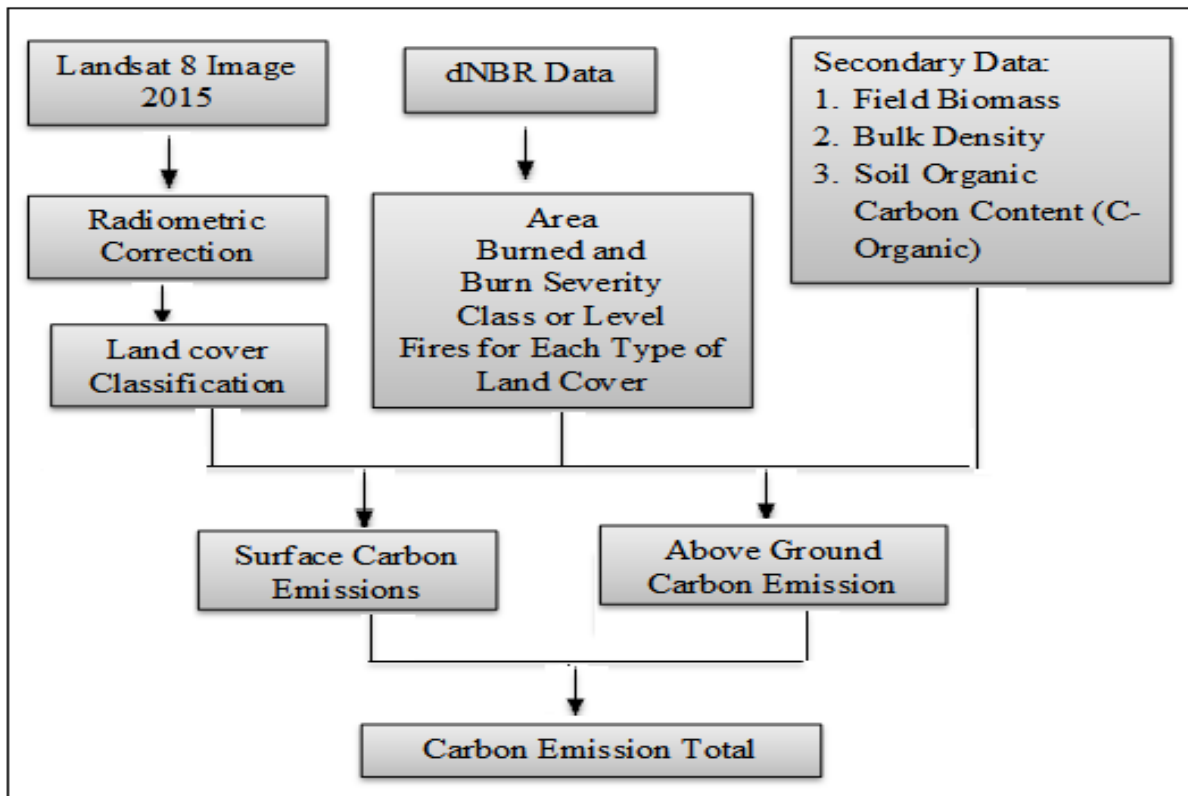 Landsat 8 Image
2015
dNBR Data
Secondary Data:
1. Field Biomass
2. Bulk Density
3. Soil Organic
Carbon Content (C-
Organic)
Radiometric
Correction
Area
Burned and
Burn Severity
Class or Level
Fires for Each Type of
Land Cover
Land cover
Classification
Surface Carbon
Emissions
Above Ground
Carbon Emission
Carbon Emission Total